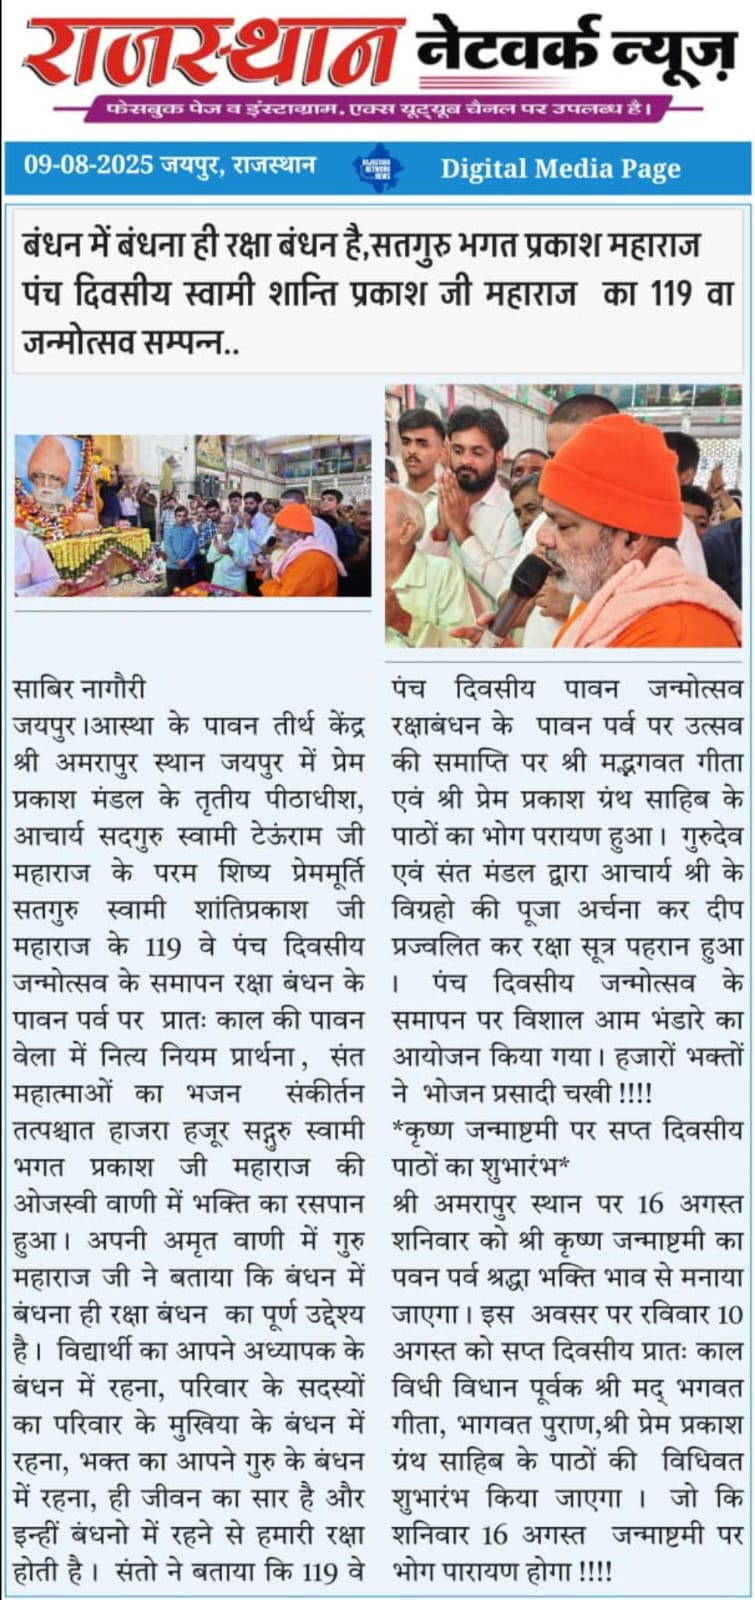 राजस्थान नेटवर्क न्यूज़
फेसबुक पेज व इंस्टाग्राम, एक्स यूट्यूब चैनल पर उपलब्ध है।
09-08-2025 जयपुर, राजस्थान
RAJASTHAN
NETWORK
NEWS
Digital Media Page
बंधन में बंधना ही रक्षा बंधन है,सतगुरु भगत प्रकाश महाराज
पंच दिवसीय स्वामी शान्ति प्रकाश जी महाराज का 119 वा
जन्मोत्सव सम्पन्न..
साबिर नागौरी
जयपुर।आस्था के पावन तीर्थ केंद्र
श्री अमरापुर स्थान जयपुर में प्रेम
प्रकाश मंडल के तृतीय पीठाधीश,
आचार्य सदगुरु स्वामी टेऊंराम जी
महाराज के परम शिष्य प्रेममूर्ति
सतगुरु स्वामी शांतिप्रकाश जी
महाराज के 119 वे पंच दिवसीय
जन्मोत्सव के समापन रक्षा बंधन के
पावन पर्व पर प्रातः काल की पावन
वेला में नित्य नियम प्रार्थना, संत
महात्माओं का भजन संकीर्तन
तत्पश्चात हाजरा हजूर सद्गुरु स्वामी
भगत प्रकाश जी महाराज की
ओजस्वी वाणी में भक्ति का रसपान
हुआ। अपनी अमृत वाणी में गुरु
महाराज जी ने बताया कि बंधन में
बंधना ही रक्षा बंधन का पूर्ण उद्देश्य
है। विद्यार्थी का आपने अध्यापक के
बंधन में रहना, परिवार के सदस्यों
का परिवार के मुखिया के बंधन में
रहना, भक्त का आपने गुरु के बंधन
में रहना, ही जीवन का सार है और
इन्हीं बंधनो में रहने से हमारी रक्षा
होती है। संतो ने बताया कि 119 वे
पंच दिवसीय पावन जन्मोत्सव
रक्षाबंधन के पावन पर्व पर उत्सव
की समाप्ति पर श्री मद्भगवत गीता
एवं श्री प्रेम प्रकाश ग्रंथ साहिब के
पाठों का भोग परायण हुआ। गुरुदेव
एवं संत मंडल द्वारा आचार्य श्री के
विग्रहो की पूजा अर्चना कर दीप
प्रज्वलित कर रक्षा सूत्र पहरान हुआ
। पंच दिवसीय जन्मोत्सव के
समापन पर विशाल आम भंडारे का
आयोजन किया गया। हजारों भक्तों
ने भोजन प्रसादी चखी !!!!
*कृष्ण जन्माष्टमी पर सप्त दिवसीय
पाठों का शुभारंभ*
श्री अमरापुर स्थान पर 16 अगस्त
शनिवार को श्री कृष्ण जन्माष्टमी का
पवन पर्व श्रद्धा भक्ति भाव से मनाया
जाएगा। इस अवसर पर रविवार 10
अगस्त को सप्त दिवसीय प्रातः काल
विधी विधान पूर्वक श्री मद् भगवत
गीता, भागवत पुराण,श्री प्रेम प्रकाश
ग्रंथ साहिब के पाठों की विधिवत
शुभारंभ किया जाएगा । जो कि
शनिवार 16 अगस्त जन्माष्टमी पर
भोग पारायण होगा !!!!